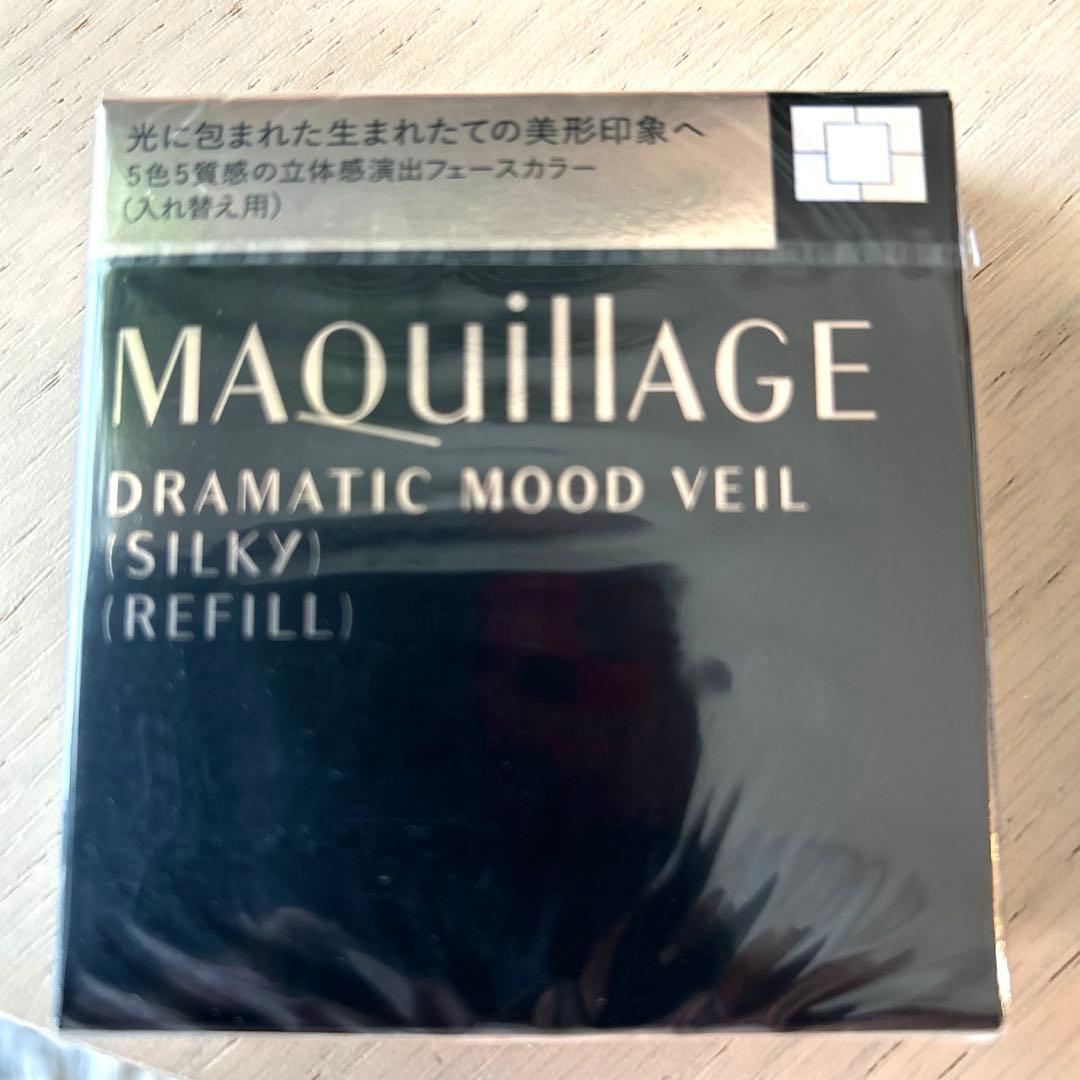 光に包まれた生まれたての美形印象へ
5色5質感の立体感演出フェースカラー
(入れ替え用)
MAQuillAGE
DRAMATIC MOOD VEIL
(SILKY)
(REFILL)